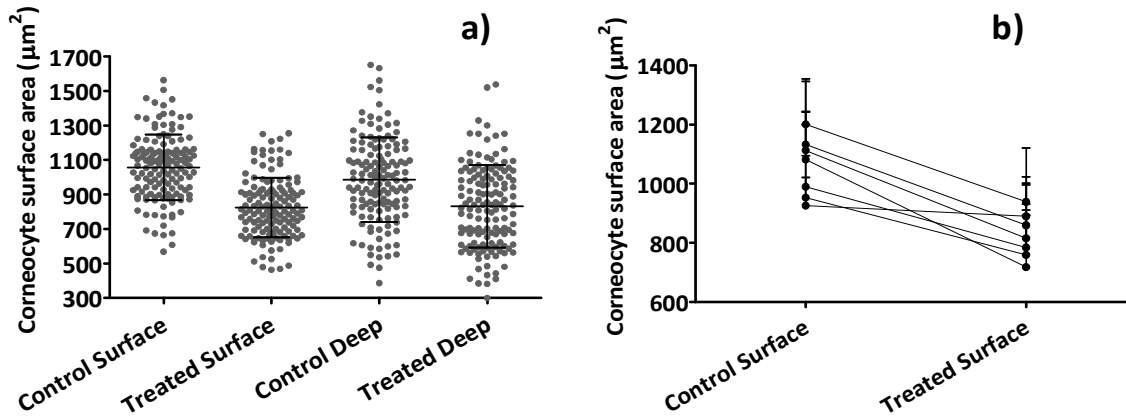 a)
Corneocyte surface area (µm²)
1700
1500
1300
1100
900
700
500
300
Control Surface
Treated Surface
Control Deep
Treated Deep
b)
Corneocyte surface area (µm²)
1400
1200
1000
800
600
Control Surface
Treated Surface